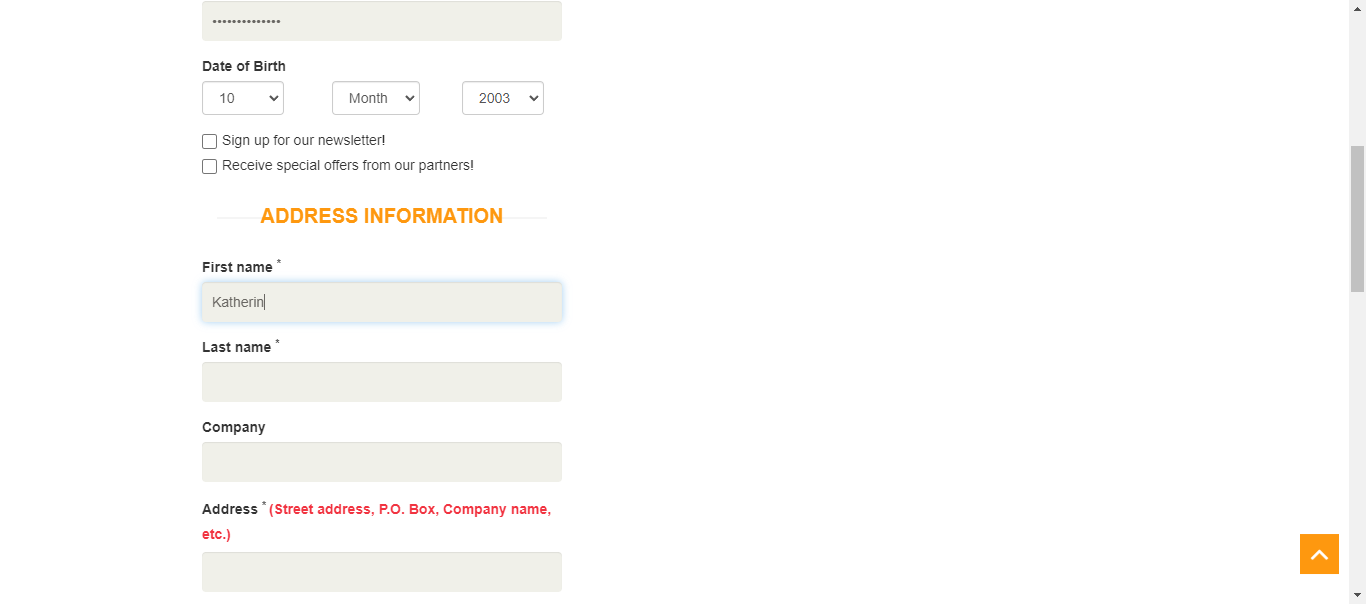 ••••••••••••••
Date of Birth
10 Month 2003
Sign up for our newsletter!
Receive special offers from our partners!
ADDRESS INFORMATION
First name *
Katherin
Last name *
Company
Address * (Street address, P.O. Box, Company name,
etc.)